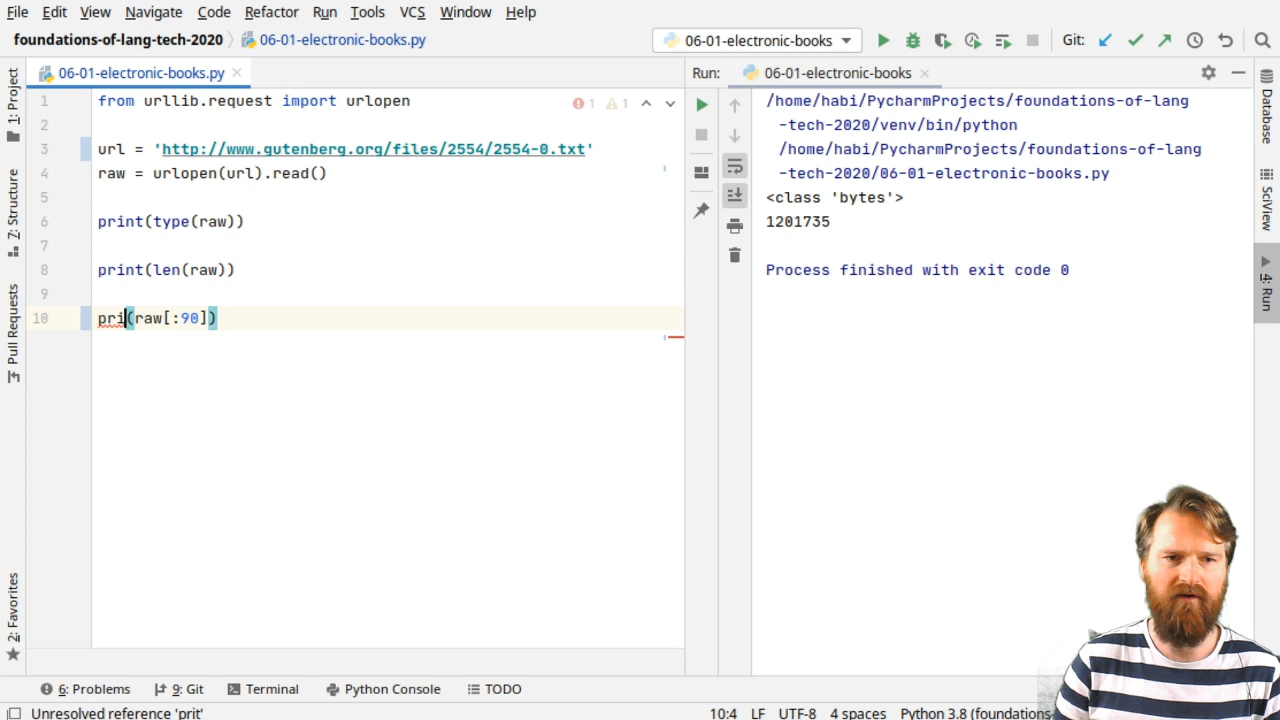 File Edit View Navigate Code Refactor Run Tools VCS Window Help
foundations-of-lang-tech-2020 06-01-electronic-books.py 06-01-electronic-books Git:
1: Project
7: Structure
Pull Requests
2: Favorites
06-01-electronic-books.py
1 1
1 from urllib.request import urlopen
2
3 url = 'http://www.gutenberg.org/files/2554/2554-0.txt'
4 raw = urlopen(url).read()
5
6 print(type(raw))
7
8 print(len(raw))
9
10 pri(raw[:90])
Run: 06-01-electronic-books
/home/habi/PycharmProjects/foundations-of-lang
-tech-2020/venv/bin/python
/home/habi/PycharmProjects/foundations-of-lang
-tech-2020/06-01-electronic-books.py
<class 'bytes'>
1201735
Process finished with exit code 0
Database
SciView
4: Run
6: Problems 9: Git Terminal Python Console TODO
Unresolved reference 'prit' 10:4 LF UTF-8 4 spaces Python 3.8 (foundations